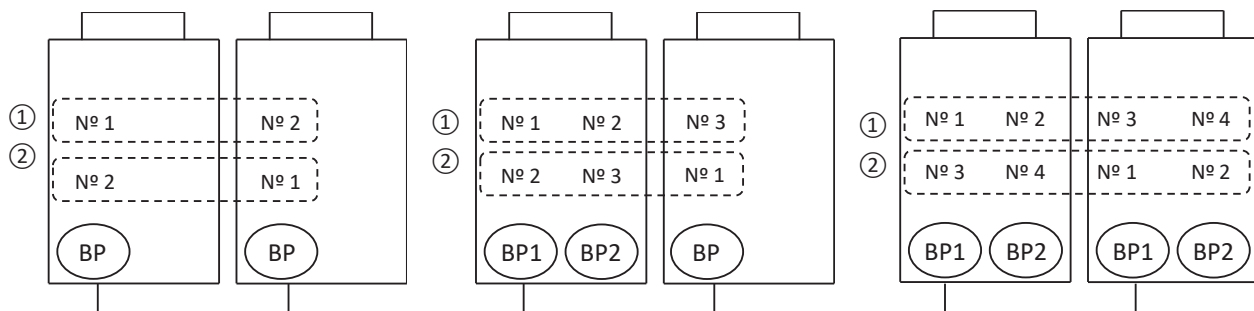 ① Nº 1 Nº 2
② Nº 2 Nº 1
BP BP
① Nº 1 Nº 2 Nº 3
② Nº 2 Nº 3 Nº 1
BP1 BP2 BP
① Nº 1 Nº 2 Nº 3 Nº 4
② Nº 3 Nº 4 Nº 1 Nº 2
BP1 BP2 BP1 BP2